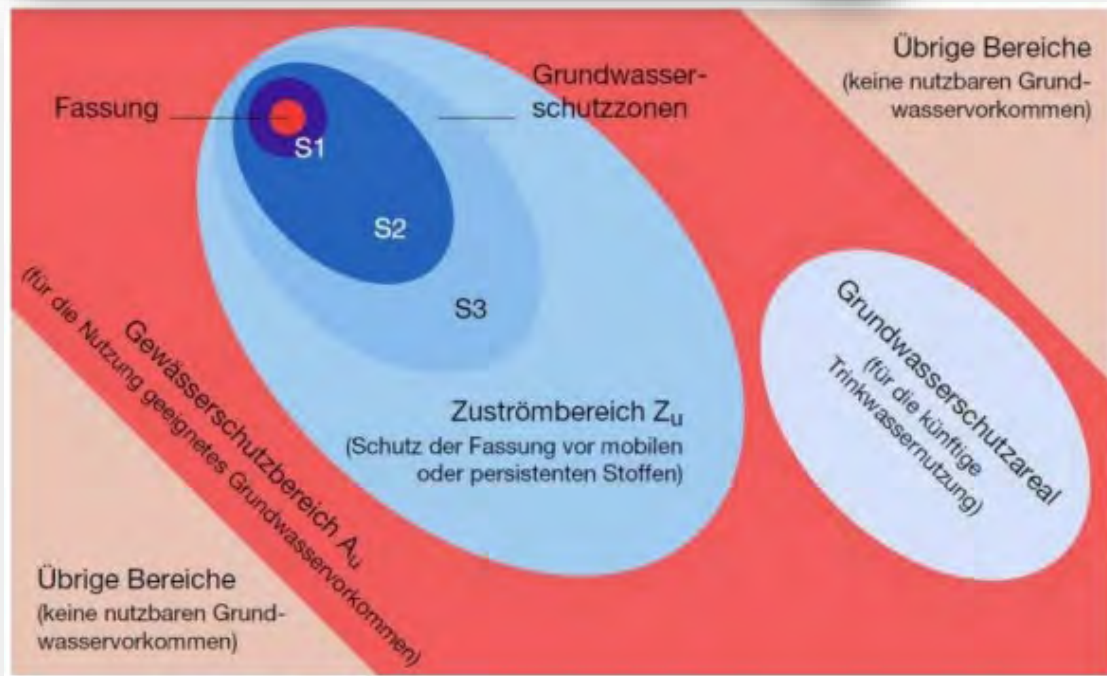 Übrige Bereiche
(keine nutzbaren Grund-
wasservorkommen)
Fassung
Grundwasser-
schutzzonen
S1
S2
S3
Zuströmbereich Zu
(Schutz der Fassung vor mobilen
oder persistenten Stoffen)
Grundwasserschutzareal
(für die künftige
Trinkwassernutzung)
Gewässerschutzbereich Au
(für die Nutzung geeignetes Grundwasservorkommen)
Übrige Bereiche
(keine nutzbaren Grund-
wasservorkommen)